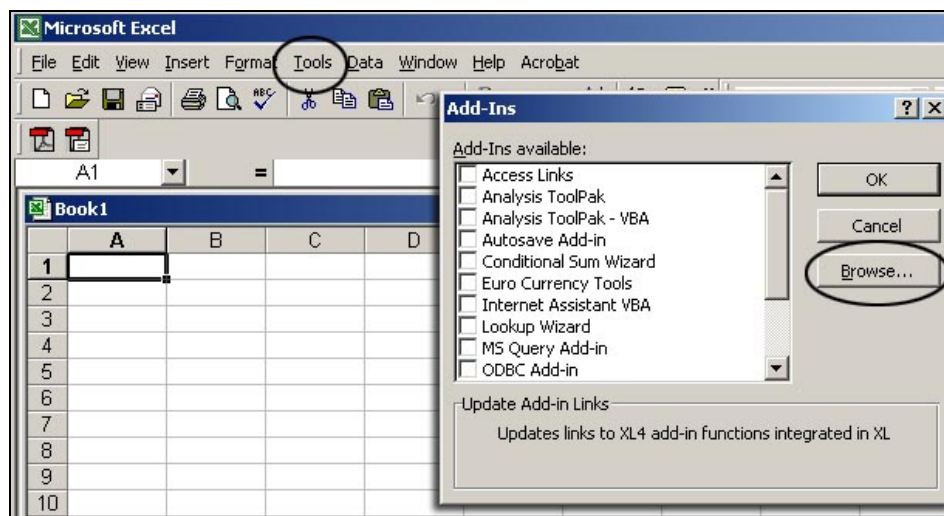 Microsoft Excel
File Edit View Insert Format Tools Data Window Help Acrobat
ABC
A1 =
Book1
A B C D
1
2
3
4
5
6
7
8
9
10
Add-Ins ? X
Add-Ins available:
Access Links
Analysis ToolPak
Analysis ToolPak - VBA
Autosave Add-in
Conditional Sum Wizard
Euro Currency Tools
Internet Assistant VBA
Lookup Wizard
MS Query Add-in
ODBC Add-in
OK
Cancel
Browse...
Update Add-in Links
Updates links to XL4 add-in functions integrated in XL